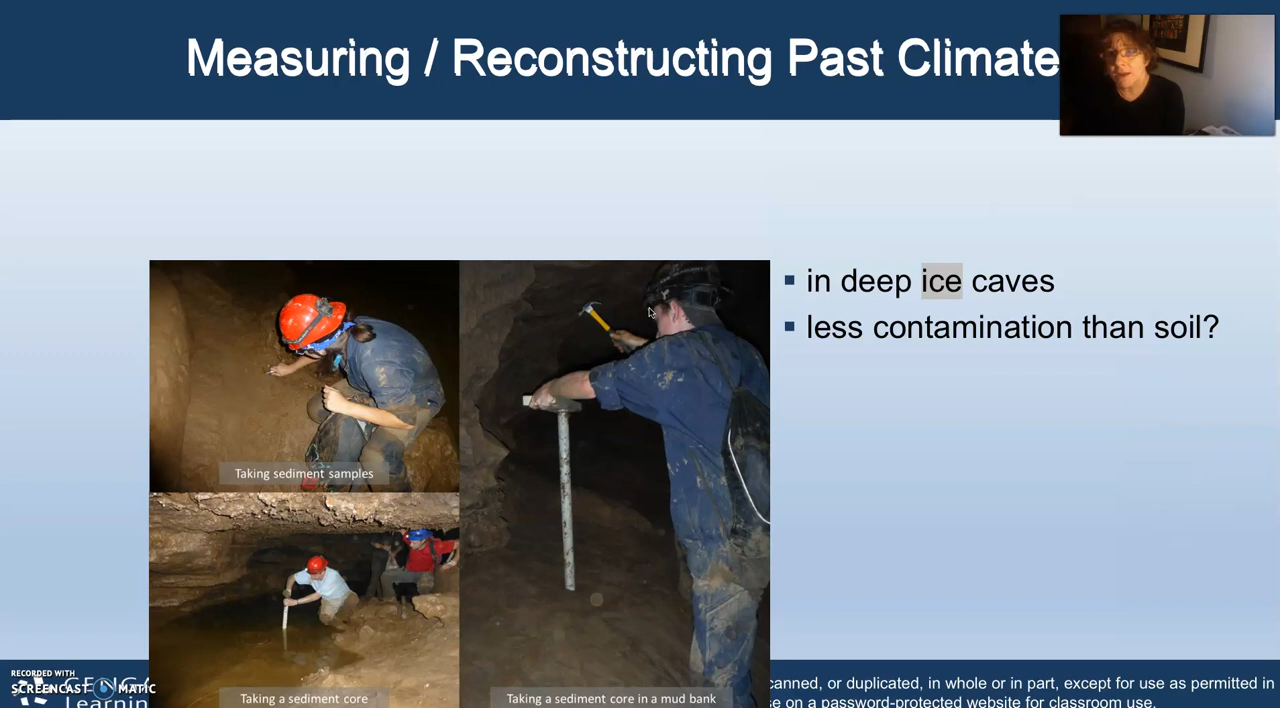 Measuring / Reconstructing Past Climate
in deep ice caves
less contamination than soil?
Taking sediment samples
Taking a sediment core
Taking a sediment core in a mud bank
RECORDED WITH
SCREENCAST MATIC
Learnin
canned, or duplicated, in whole or in part, except for use as permitted in
se on a password-protected website for classroom use.